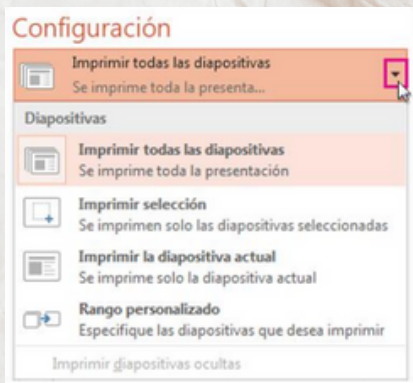 Configuración
Imprimir todas las diapositivas
Se imprime toda la presenta...
Diapositivas
Imprimir todas las diapositivas
Se imprime toda la presentación
Imprimir selección
Se imprimen solo las diapositivas seleccionadas
Imprimir la diapositiva actual
Se imprime solo la diapositiva actual
Rango personalizado
Especifique las diapositivas que desea imprimir
Imprimir diapositivas ocultas